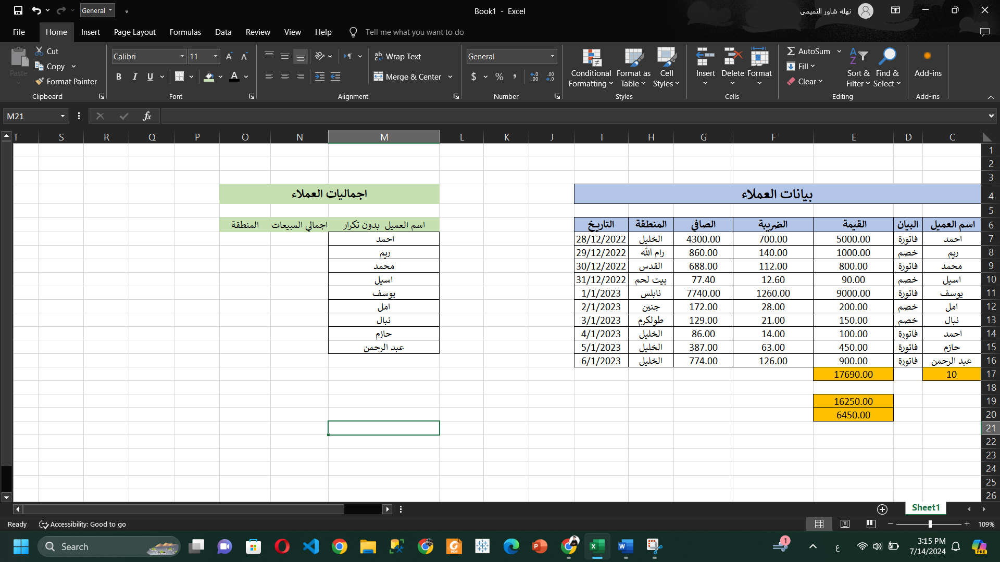 General
Book1 - Excel
نهلة شاور التميمي
File Home Insert Page Layout Formulas Data Review View Help Tell me what you want to do
Paste
Cut
Copy
Format Painter
Clipboard
Calibri 11
B I U A
Font
ab Wrap Text
Merge & Center
Alignment
General
$ % ,
Number
Conditional Formatting
Format as Table
Cell Styles
Styles
Insert Delete Format
Cells
AutoSum
Fill
Clear
Sort & Filter
Find & Select
Editing
Add-ins
Add-ins
M21 fx
T S R Q P O N M L K J I H G F E D C
1
2
3
بيانات العملاء اجماليات العملاء 4
5
6 اسم العميل البيان القيمة الضريبة الصافي المنطقة التاريخ اسم العميل بدون تكرار اجمالي المبيعات المنطقة
7 احمد فاتورة 5000.00 700.00 4300.00 الخليل 28/12/2022 احمد
8 ريم خصم 1000.00 140.00 860.00 رام الله 29/12/2022 ريم
9 محمد فاتورة 800.00 112.00 688.00 القدس 30/12/2022 محمد
10 اسيل خصم 90.00 12.60 77.40 بيت لحم 31/12/2022 اسيل
11 يوسف فاتورة 9000.00 1260.00 7740.00 نابلس 1/1/2023 يوسف
12 امل خصم 200.00 28.00 172.00 جنين 2/1/2023 امل
13 نبال خصم 150.00 21.00 129.00 طولكرم 3/1/2023 نبال
14 احمد فاتورة 100.00 14.00 86.00 الخليل 4/1/2023 حازم
15 حازم فاتورة 450.00 63.00 387.00 الخليل 5/1/2023 عبد الرحمن
16 عبد الرحمن فاتورة 900.00 126.00 774.00 الخليل 6/1/2023
17 10 17690.00
18
19 16250.00
20 6450.00
21
22
23
24
25
26
Sheet1
Ready Accessibility: Good to go 109%
Search
1
ع
3:15 PM
7/14/2024
PRE